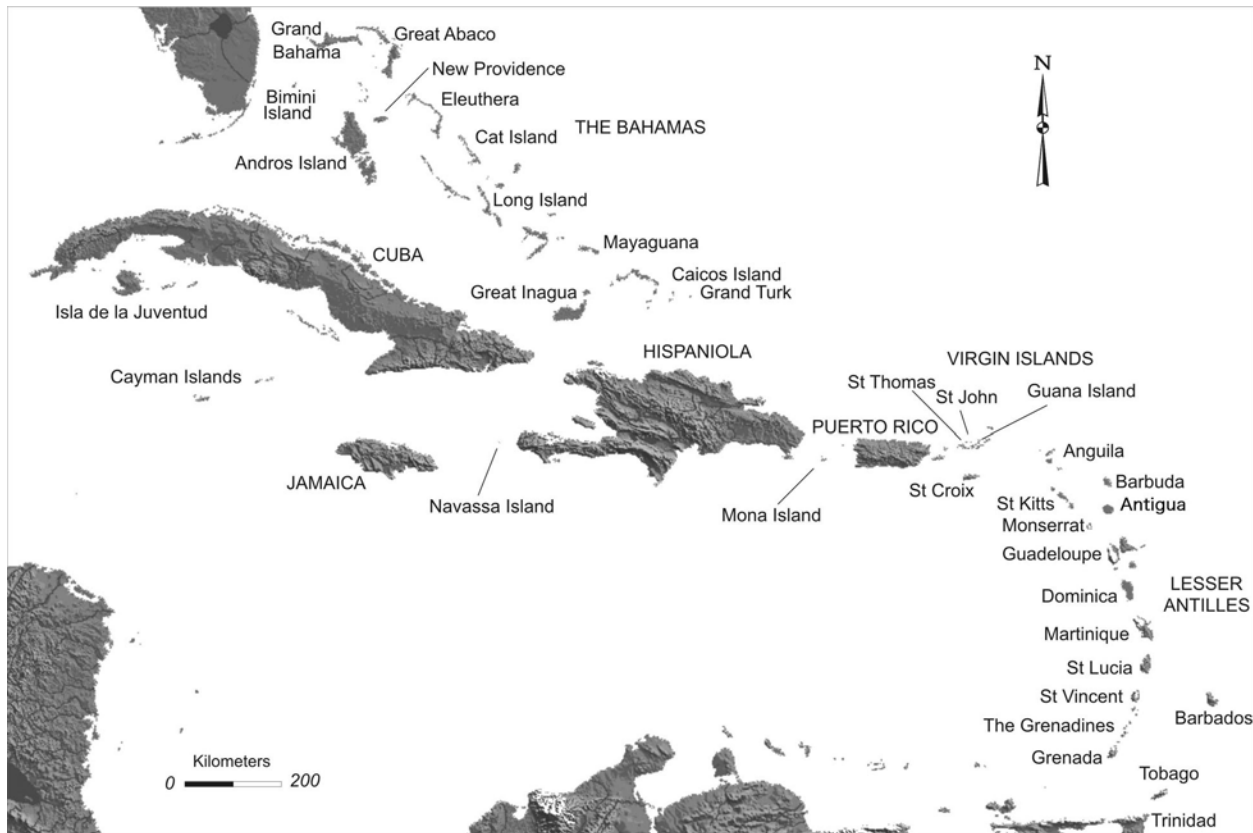 Grand
Bahama
Great Abaco
New Providence
Bimini
Island
Eleuthera
THE BAHAMAS
Cat Island
Andros Island
Long Island
N
CUBA
Mayaguana
Caicos Island
Great Inagua
Grand Turk
Isla de la Juventud
HISPANIOLA
VIRGIN ISLANDS
Cayman Islands
St Thomas
St John
Guana Island
PUERTO RICO
Anguila
JAMAICA
St Croix
Barbuda
Navassa Island
Mona Island
St Kitts
Antigua
Monserrat
Guadeloupe
LESSER
ANTILLES
Dominica
Martinique
St Lucia
St Vincent
Barbados
The Grenadines
Grenada
Kilometers
0 200
Tobago
Trinidad